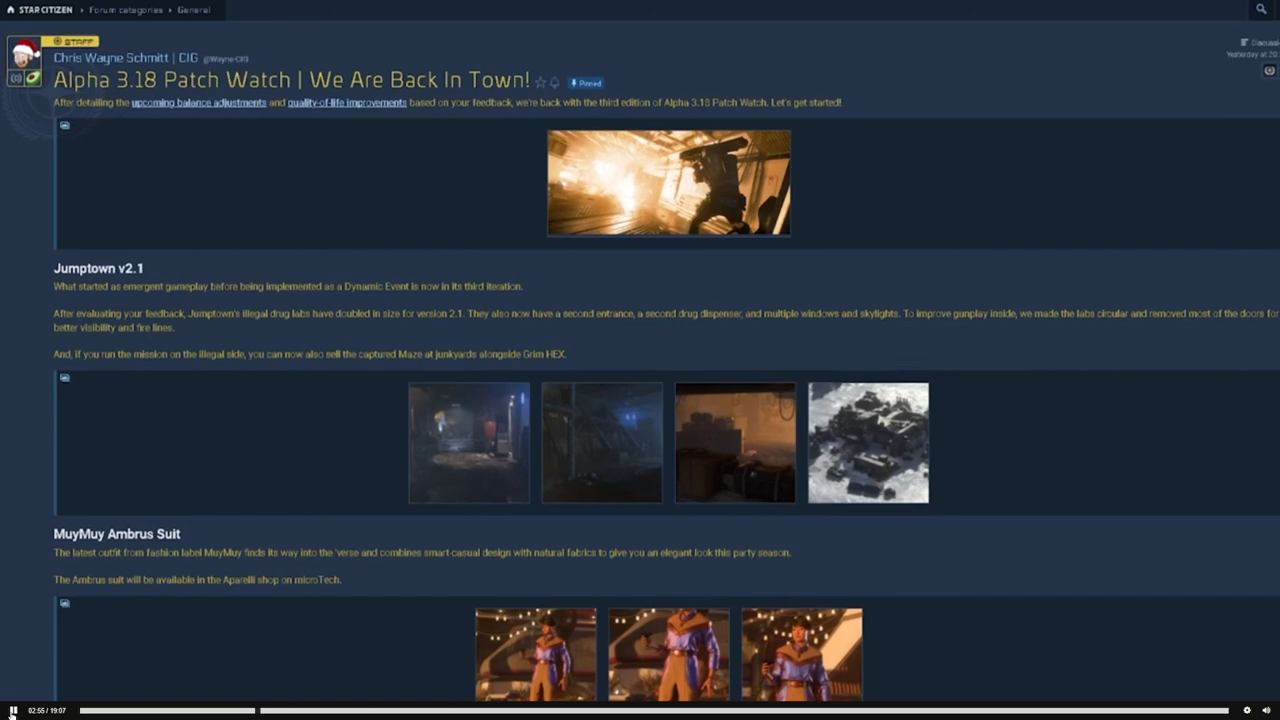 STAR CITIZEN › Forum categories › General
STAFF
Chris Wayne Schmitt | CIG @Wayne-CIG
Alpha 3.18 Patch Watch | We Are Back In Town! Pinned
Yesterday at 20:
After detailing the upcoming balance adjustments and quality-of-life improvements based on your feedback, we're back with the third edition of Alpha 3.18 Patch Watch. Let's get started!
Jumptown v2.1
What started as emergent gameplay before being implemented as a Dynamic Event is now in its third iteration.
After evaluating your feedback, Jumptown's illegal drug labs have doubled in size for version 2.1. They also now have a second entrance, a second drug dispenser, and multiple windows and skylights. To improve gunplay inside, we made the labs circular and removed most of the doors for
better visibility and fire lines.
And, if you run the mission on the illegal side, you can now also sell the captured Maze at junkyards alongside Grim HEX.
MuyMuy Ambrus Suit
The latest outfit from fashion label MuyMuy finds its way into the 'verse and combines smart-casual design with natural fabrics to give you an elegant look this party season.
The Ambrus suit will be available in the Aparelli shop on microTech.
02:55 / 19:07